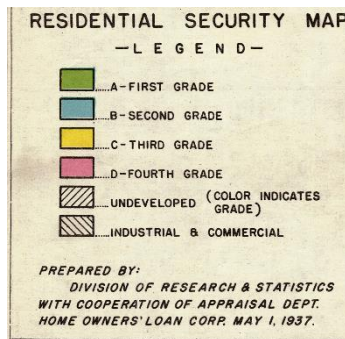 RESIDENTIAL SECURITY MAP
—LEGEND—
A-FIRST GRADE
B-SECOND GRADE
C-THIRD GRADE
D-FOURTH GRADE
UNDEVELOPED (COLOR INDICATES GRADE)
INDUSTRIAL & COMMERCIAL
PREPARED BY:
DIVISION OF RESEARCH & STATISTICS
WITH COOPERATION OF APPRAISAL DEPT.
HOME OWNERS' LOAN CORP. MAY 1, 1937.